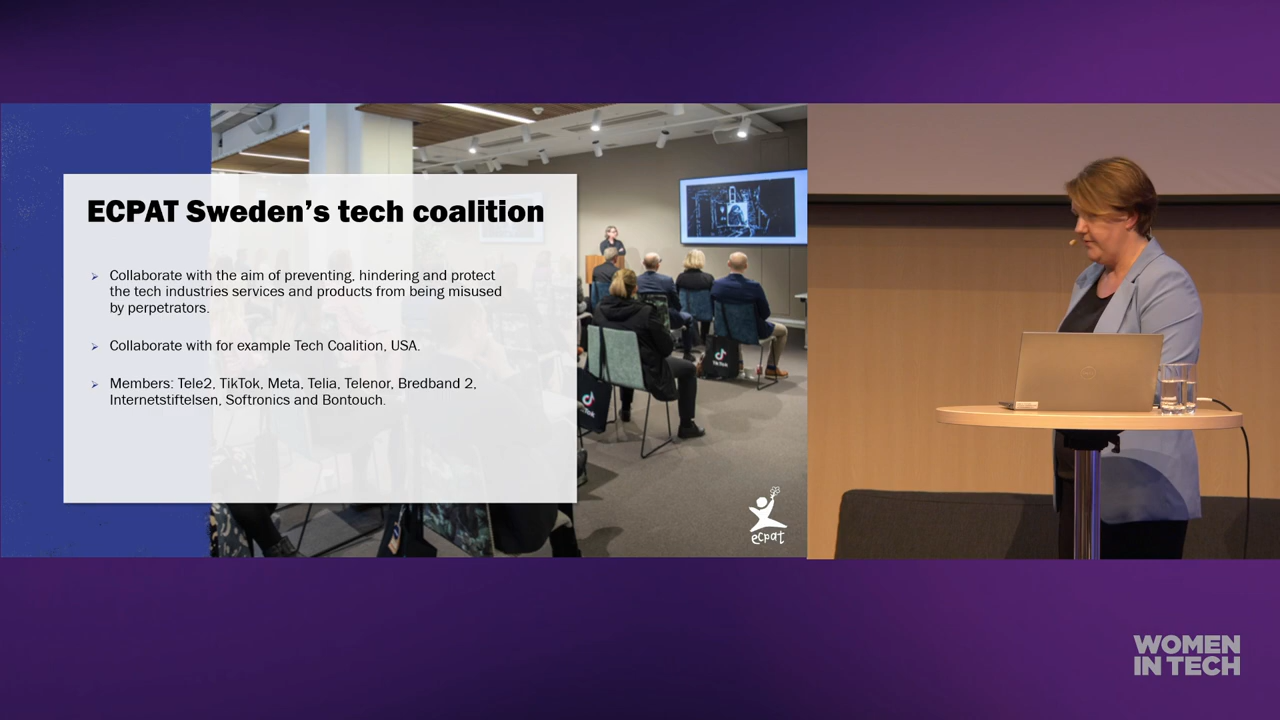 ECPAT Sweden's tech coalition
Collaborate with the aim of preventing, hindering and protect
the tech industries services and products from being misused
by perpetrators.
Collaborate with for example Tech Coalition, USA.
Members: Tele2, TikTok, Meta, Telia, Telenor, Bredband 2,
Internetstiftelsen, Softronics and Bontouch.
TikTok
ecpat
WOMEN
IN TECH